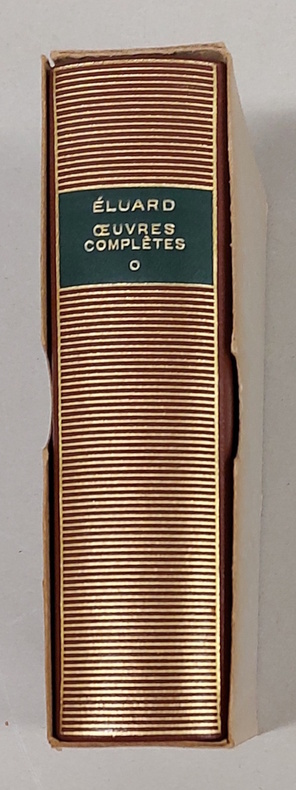 ÉLUARD
ŒUVRES
COMPLÈTES
O